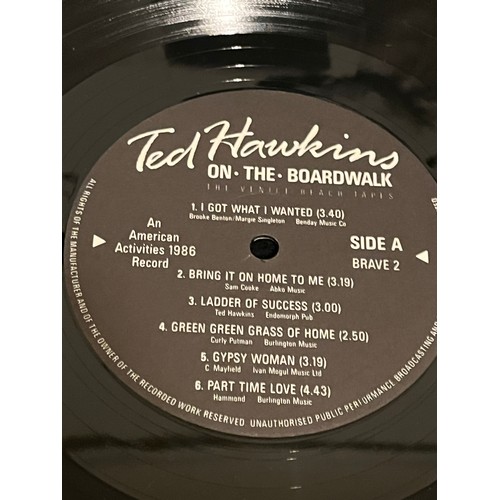 Ted Hawkins
ON·THE·BOARDWALK
THE VENICE BEACH TAPES
1. I GOT WHAT I WANTED (3.40)
Brooke Benton/Margie Singleton Benday Music Co
An
American
Activities 1986
Record
SIDE A
BRAVE 2
2. BRING IT ON HOME TO ME (3.19)
Sam Cooke Abko Music
3. LADDER OF SUCCESS (3.00)
Ted Hawkins Endomorph Pub
4. GREEN GREEN GRASS OF HOME (2.50)
Curly Putman Burlington Music
5. GYPSY WOMAN (3.19)
C Mayfield Ivan Mogul Music Ltd
6. PART TIME LOVE (4.43)
Hammond Burlington Music
ALL RIGHTS OF THE MANUFACTURER AND OF THE OWNER OF THE RECORDED WORK RESERVED. UNAUTHORISED PUBLIC PERFORMANCE BROADCASTING AND